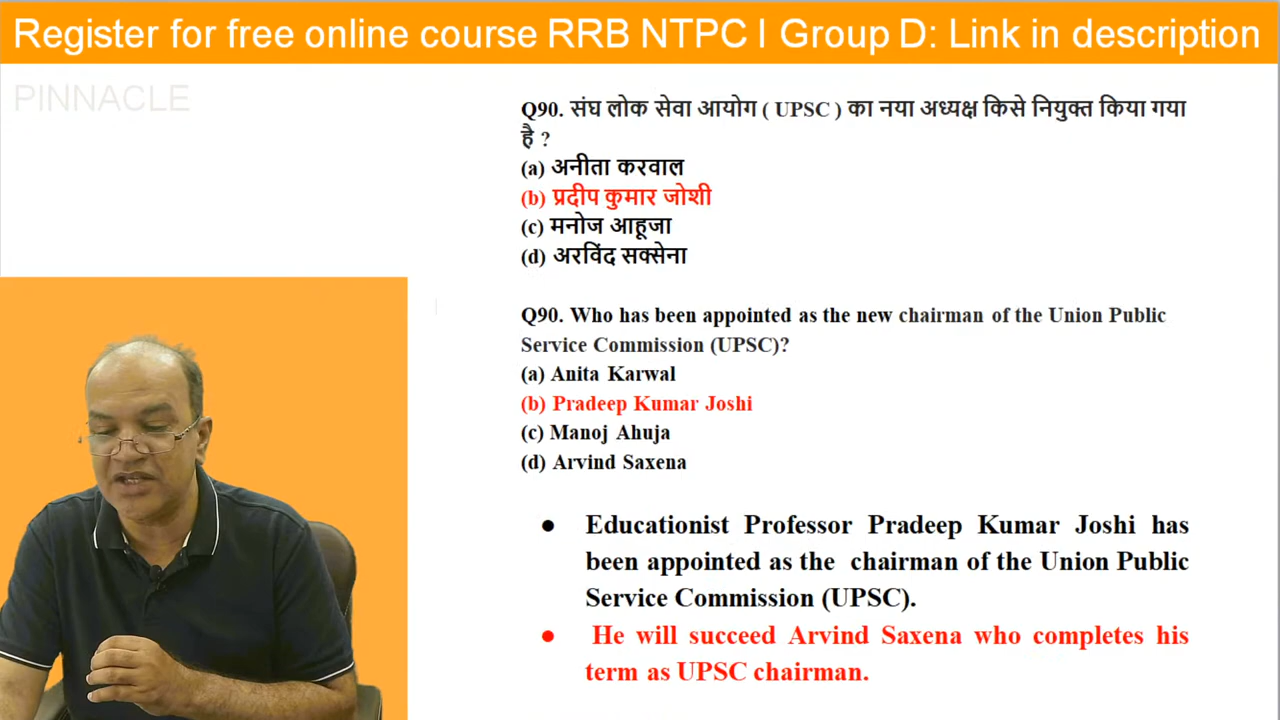 Register for free online course RRB NTPC I Group D: Link in description
PINNACLE
Q90. संघ लोक सेवा आयोग ( UPSC ) का नया अध्यक्ष किसे नियुक्त किया गया
है ?
(a) अनीता करवाल
(b) प्रदीप कुमार जोशी
(c) मनोज आहूजा
(d) अरविंद सक्सेना
Q90. Who has been appointed as the new chairman of the Union Public
Service Commission (UPSC)?
(a) Anita Karwal
(b) Pradeep Kumar Joshi
(c) Manoj Ahuja
(d) Arvind Saxena
● Educationist Professor Pradeep Kumar Joshi has
been appointed as the chairman of the Union Public
Service Commission (UPSC).
● He will succeed Arvind Saxena who completes his
term as UPSC chairman.